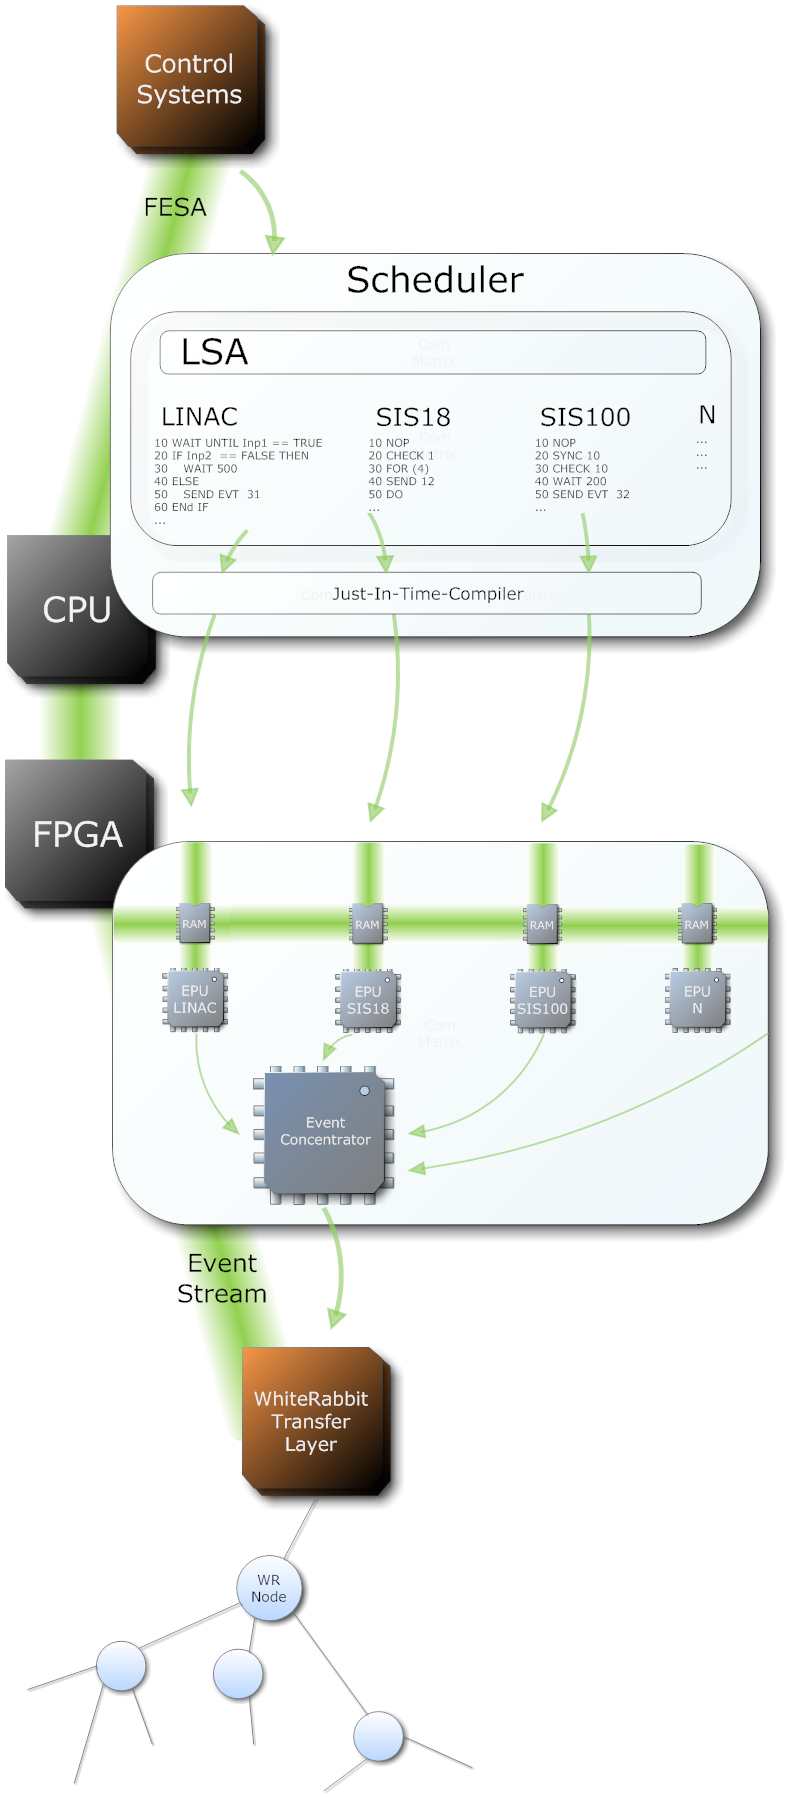 Control
Systems
FESA
Scheduler
LSA
Com
Matrix
LINAC
10 WAIT UNTIL Inp1 == TRUE
20 IF Inp2 == FALSE THEN
30 WAIT 500
40 ELSE
50 SEND EVT 31
60 ENd IF
...
SIS18
10 NOP
20 CHECK 1
30 FOR (4)
40 SEND 12
50 DO
...
SIS100
10 NOP
20 SYNC 10
30 CHECK 10
40 WAIT 200
50 SEND EVT 32
...
N
...
...
...
CPU
Just-In-Time-Compiler
FPGA
RAM
RAM
RAM
RAM
EPU
LINAC
EPU
SIS18
EPU
SIS100
EPU
N
Com
Matrix
Event
Concentrator
Event
Stream
WhiteRabbit
Transfer
Layer
WR
Node